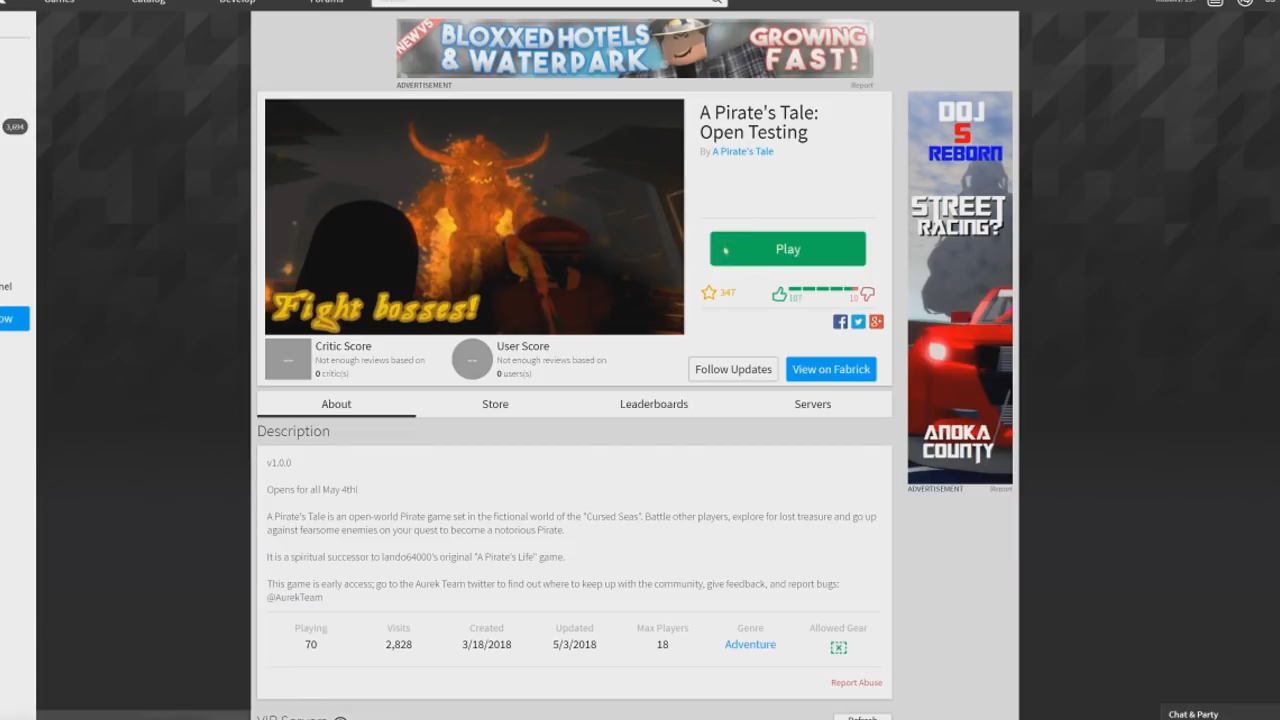 Games
Catalog
Develop
Forums
NEW V5
BLOXXED HOTELS
& WATERPARK
GROWING
FAST!
ADVERTISEMENT
Report
A Pirate's Tale:
Open Testing
By A Pirate's Tale
Fight bosses!
Play
347
107
10
Critic Score
Not enough reviews based on
0 critic(s)
User Score
Not enough reviews based on
0 users(s)
Follow Updates
View on Fabrick
About
Store
Leaderboards
Servers
Description
v1.0.0
Opens for all May 4th!
A Pirate's Tale is an open-world Pirate game set in the fictional world of the "Cursed Seas". Battle other players, explore for lost treasure and go up
against fearsome enemies on your quest to become a notorious Pirate.
It is a spiritual successor to lando64000's original "A Pirate's Life" game.
This game is early access; go to the Aurek Team twitter to find out where to keep up with the community, give feedback, and report bugs:
@AurekTeam
Playing
Visits
Created
Updated
Max Players
Genre
Allowed Gear
70
2,828
3/18/2018
5/3/2018
18
Adventure
Report Abuse
VIP Servers
Refresh
DOJ
5
REBORN
STREET
RACING?
ANOKA
COUNTY
ADVERTISEMENT
Report
Chat & Party